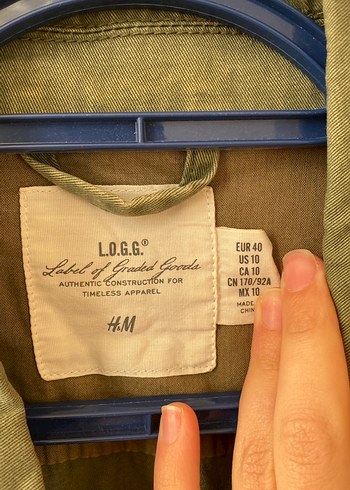 L.O.G.G.®
Label of Graded Goods
AUTHENTIC CONSTRUCTION FOR
TIMELESS APPAREL
H&M
EUR 40
US 10
CA 10
CN 170/92A
MX 10
MADE